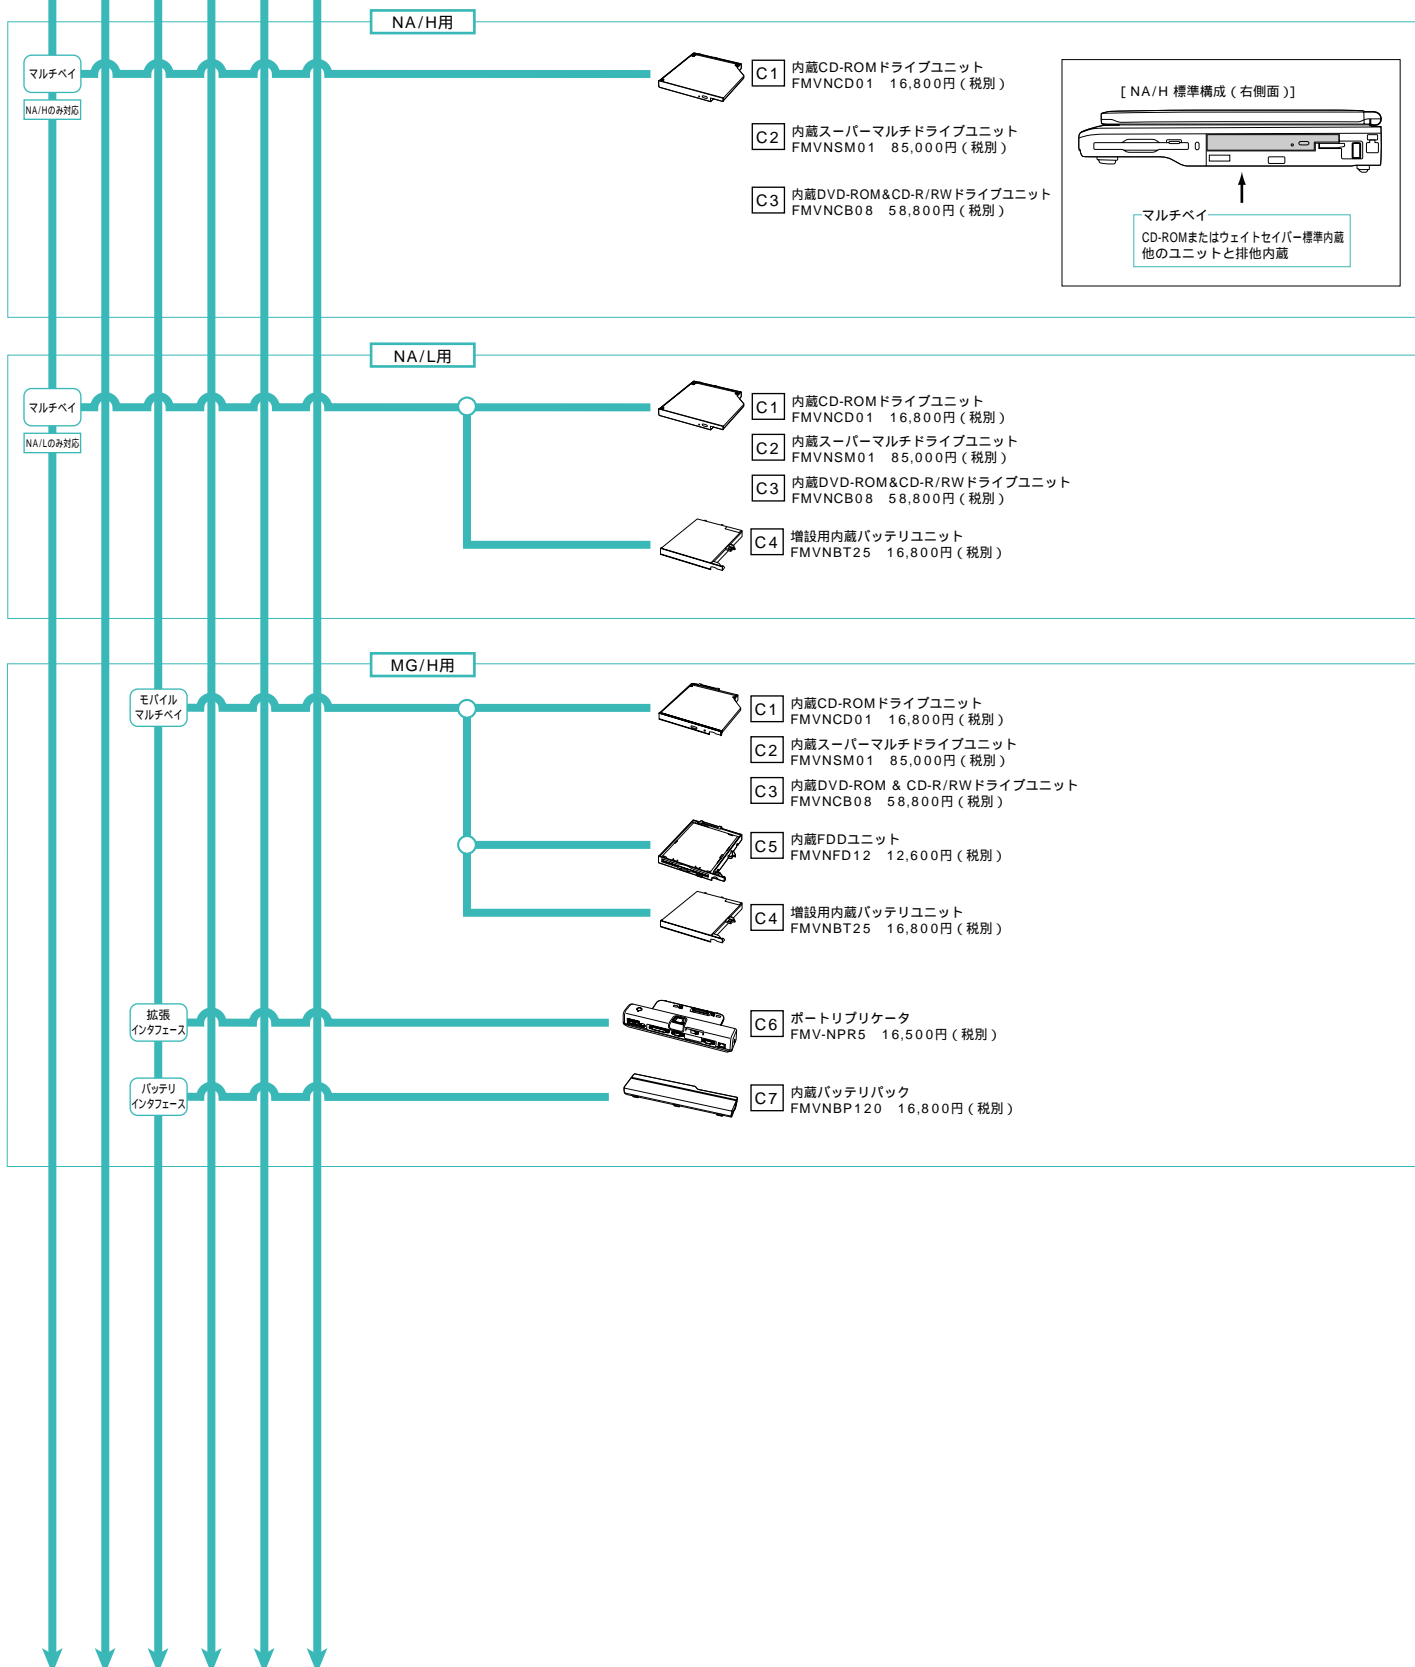 NA/H用
マルチベイ
NA/Hのみ対応
C1 内蔵CD-ROMドライブユニット
FMVNCD01 16,800円(税別)
C2 内蔵スーパーマルチドライブユニット
FMVNSM01 85,000円(税別)
C3 内蔵DVD-ROM&CD-R/RWドライブユニット
FMVNCB08 58,800円(税別)
[ NA/H 標準構成(右側面)]
マルチベイ
CD-ROMまたはウェイトセイバー標準内蔵
他のユニットと排他内蔵
NA/L用
マルチベイ
NA/Lのみ対応
C1 内蔵CD-ROMドライブユニット
FMVNCD01 16,800円(税別)
C2 内蔵スーパーマルチドライブユニット
FMVNSM01 85,000円(税別)
C3 内蔵DVD-ROM&CD-R/RWドライブユニット
FMVNCB08 58,800円(税別)
C4 増設用内蔵バッテリユニット
FMVNBT25 16,800円(税別)
MG/H用
モバイル
マルチベイ
C1 内蔵CD-ROMドライブユニット
FMVNCD01 16,800円(税別)
C2 内蔵スーパーマルチドライブユニット
FMVNSM01 85,000円(税別)
C3 内蔵DVD-ROM & CD-R/RWドライブユニット
FMVNCB08 58,800円(税別)
C5 内蔵FDDユニット
FMVNFD12 12,600円(税別)
C4 増設用内蔵バッテリユニット
FMVNBT25 16,800円(税別)
拡張
インタフェース
C6 ポートリプリケータ
FMV-NPR5 16,500円(税別)
バッテリ
インタフェース
C7 内蔵バッテリパック
FMVNBP120 16,800円(税別)